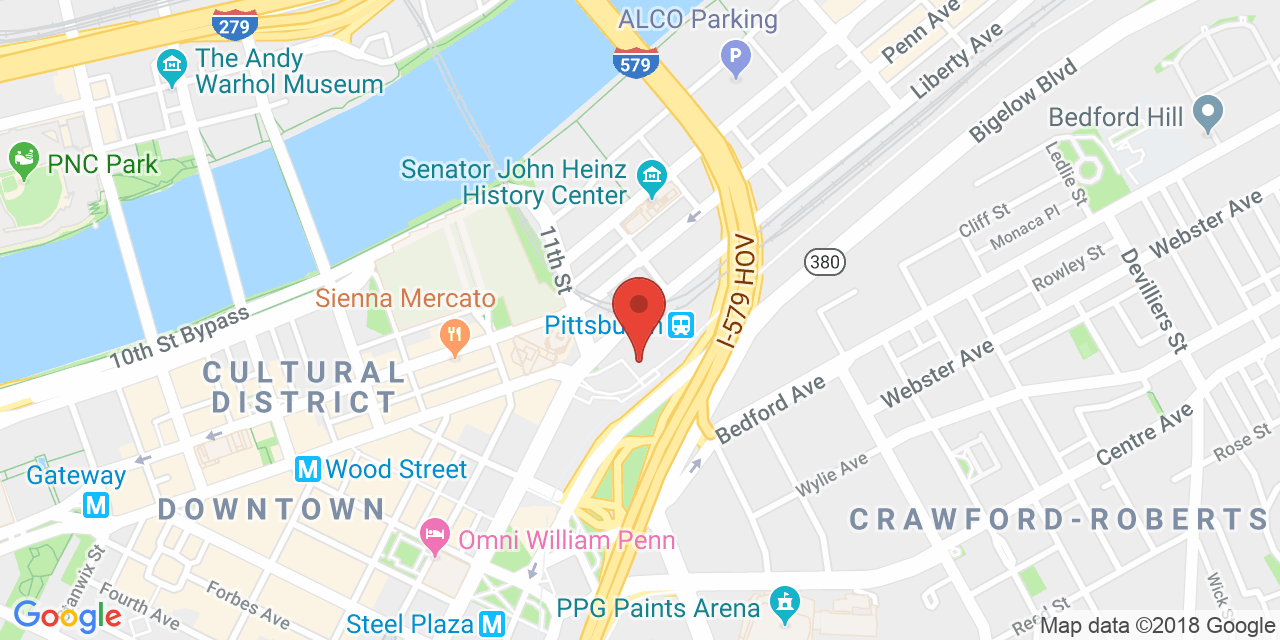 279
ALCO Parking
Penn Ave
Liberty Ave
579
The Andy
Warhol Museum
P
Bigelow Blvd
Bedford Hill
PNC Park
Senator John Heinz
History Center
Ledlie St
Cliff St
Monaca Pl
Webster Ave
11th St
380
Rowley St
Devilliers St
I-579 HOV
Sienna Mercato
10th St Bypass
CULTURAL
DISTRICT
Webster Ave
Bedford Ave
Centre Ave
Rose St
Gateway
M
M Wood Street
Wylie Ave
DOWNTOWN
CRAWFORD-ROBERTS
Omni William Penn
Fourth Ave
Forbes Ave
Wick S
PPG Paints Arena
Steel Plaza M
Reed St
Google
Map data ©2018 Google